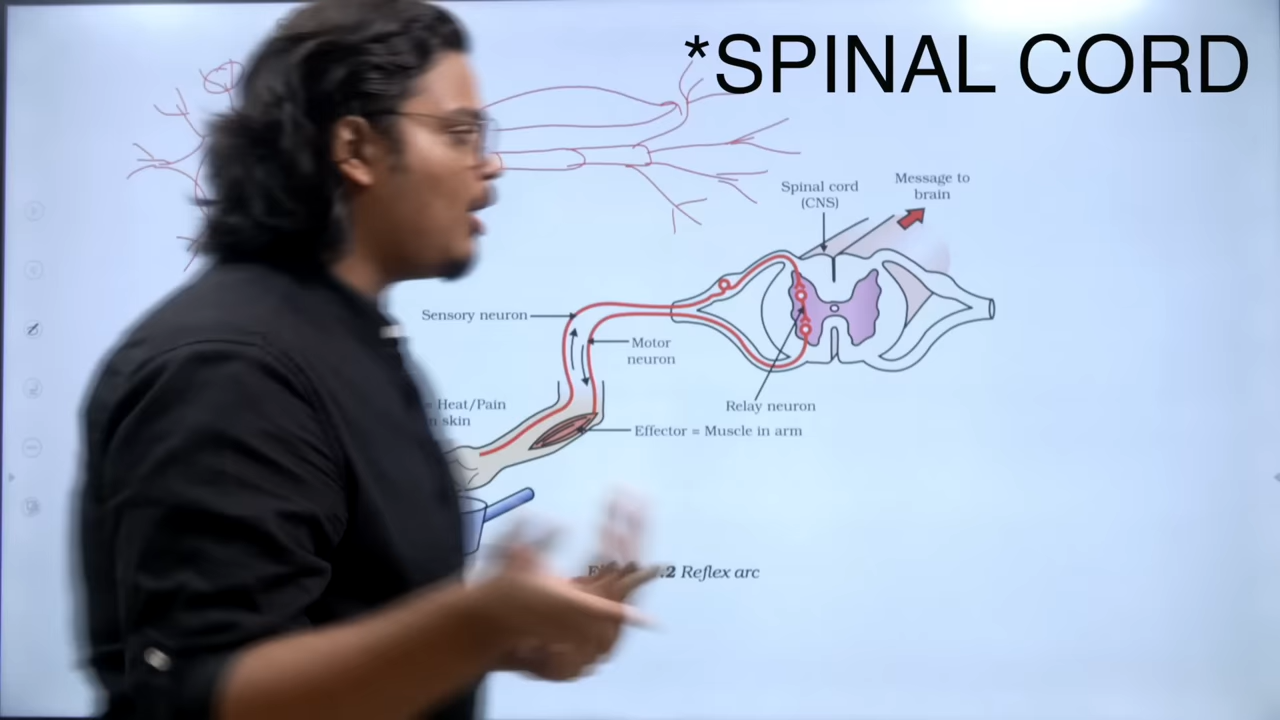 *SPINAL CORD
Spinal cord
(CNS)
Message to
brain
Sensory neuron
Motor
neuron
= Heat/Pain
skin
Relay neuron
Effector = Muscle in arm
.2 Reflex arc